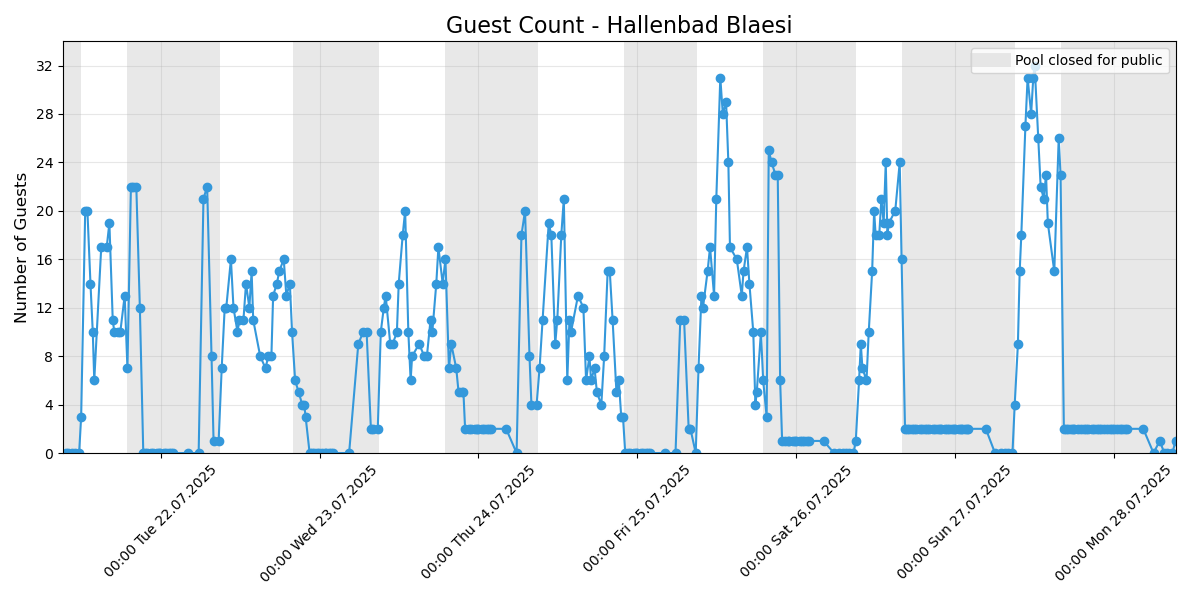 Guest Count - Hallenbad Blaesi
Pool closed for public
Number of Guests
32
28
24
20
16
12
8
4
0
00:00 Tue 22.07.2025
00:00 Wed 23.07.2025
00:00 Thu 24.07.2025
00:00 Fri 25.07.2025
00:00 Sat 26.07.2025
00:00 Sun 27.07.2025
00:00 Mon 28.07.2025